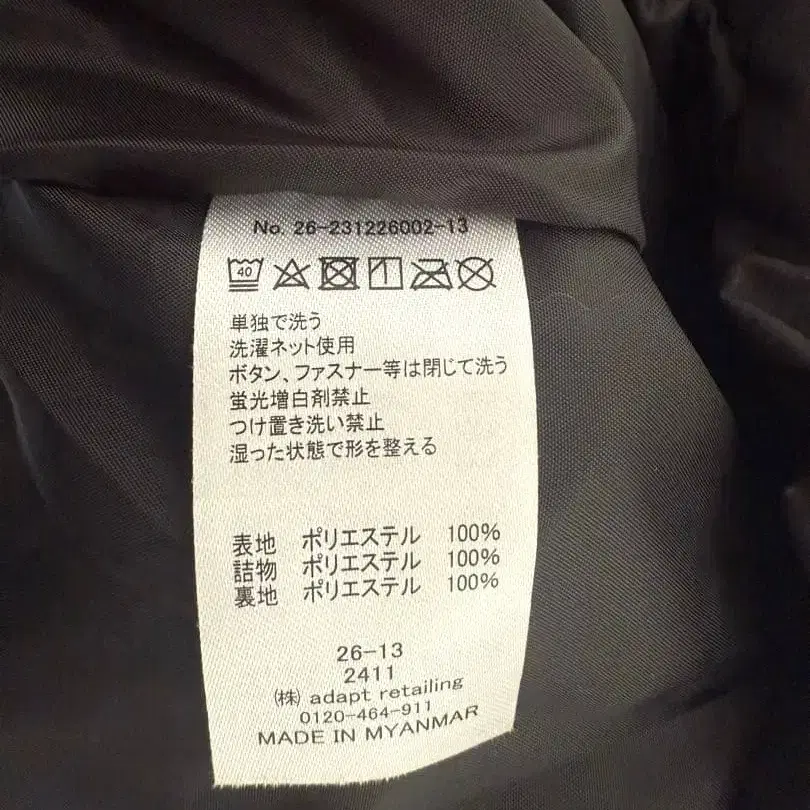 No. 26-231226002-13
40
単独で洗う
洗濯ネット使用
ボタン、ファスナー等は閉じて洗う
蛍光増白剤禁止
つけ置き洗い禁止
湿った状態で形を整える
表地 ポリエステル 100%
詰物 ポリエステル 100%
裏地 ポリエステル 100%
26-13
2411
㈱ adapt retailing
0120-464-911
MADE IN MYANMAR